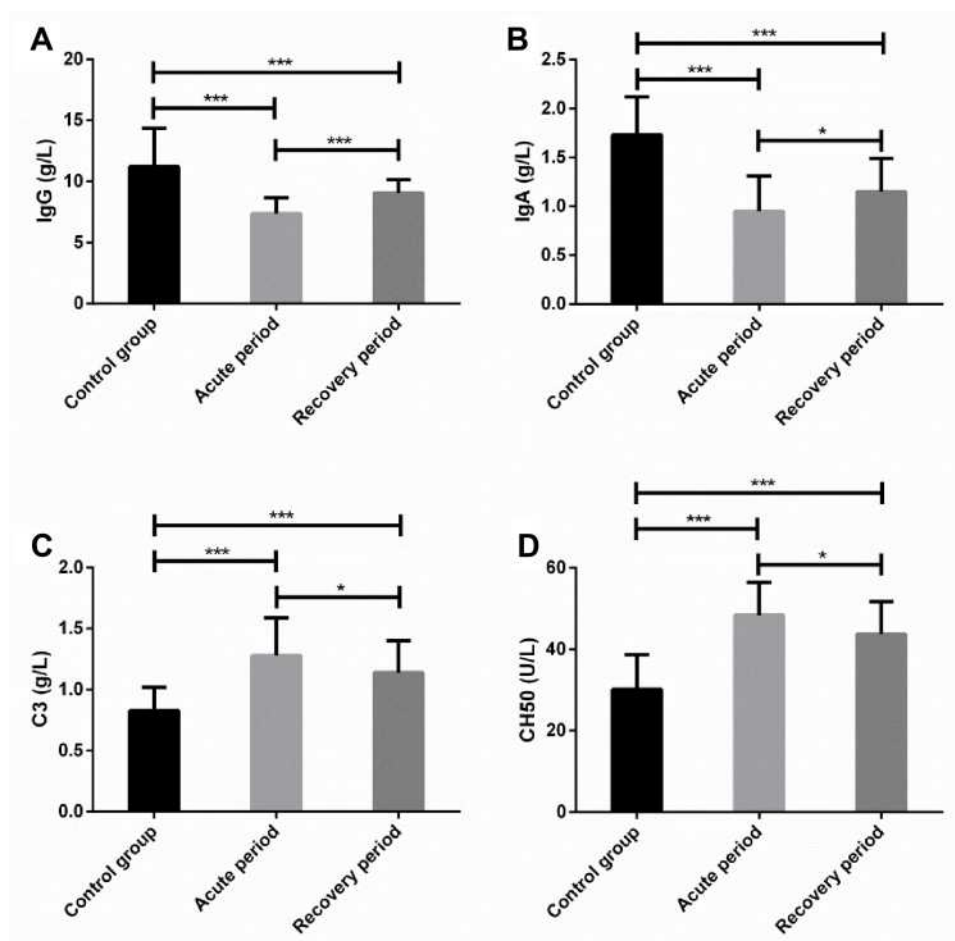 A
IgG (g/L)
20
15
10
5
0
***
***
***
Control group
Acute period
Recovery period
B
IgA (g/L)
2.5
2.0
1.5
1.0
0.5
0.0
***
***
*
Control group
Acute period
Recovery period
C
C3 (g/L)
2.0
1.5
1.0
0.5
0.0
***
***
*
Control group
Acute period
Recovery period
D
CH50 (U/L)
60
40
20
0
***
***
*
Control group
Acute period
Recovery period